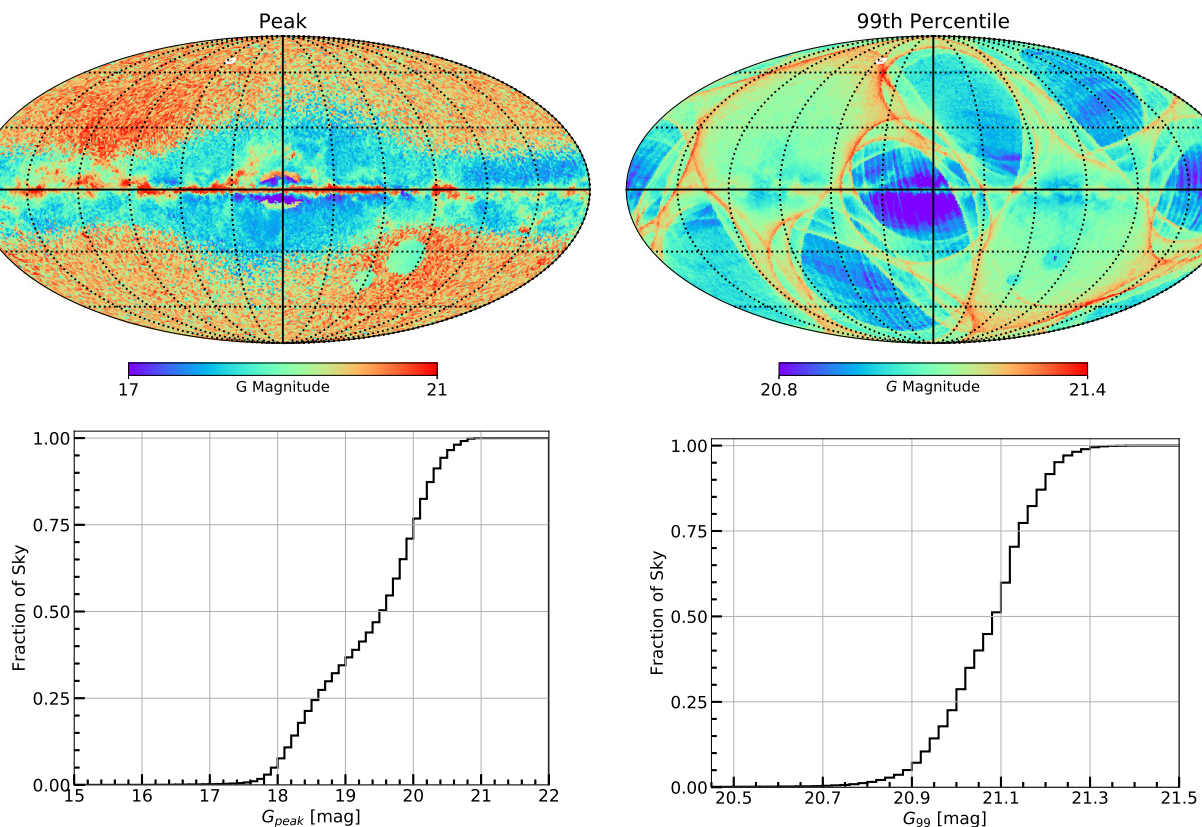 Peak
99th Percentile
17 G Magnitude 21
20.8 G Magnitude 21.4
1.00
0.75
0.50
0.25
0.00
Fraction of Sky
15 16 17 18 19 20 21 22
Gpeak [mag]
1.00
0.75
0.50
0.25
0.00
Fraction of Sky
20.5 20.7 20.9 21.1 21.3 21.5
G99 [mag]